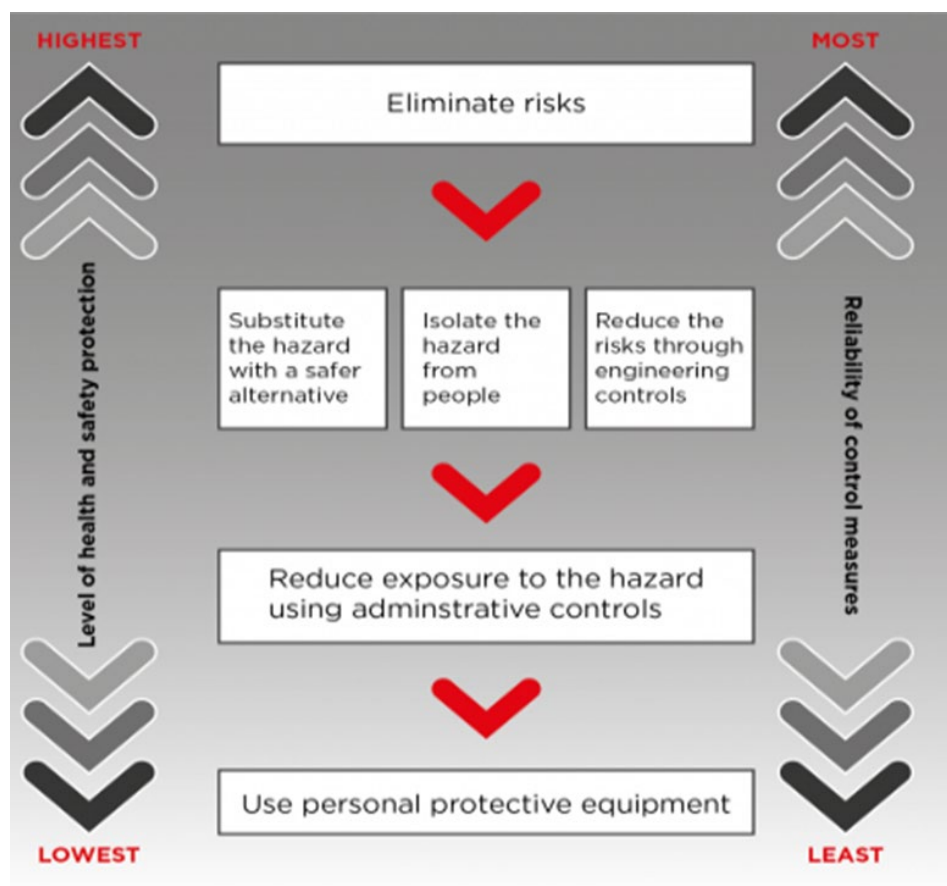 HIGHEST
MOST
Eliminate risks
Substitute
the hazard
with a safer
alternative
Isolate the
hazard
from
people
Reduce the
risks through
engineering
controls
Level of health and safety protection
Reliability of control measures
Reduce exposure to the hazard
using adminstrative controls
Use personal protective equipment
LOWEST
LEAST